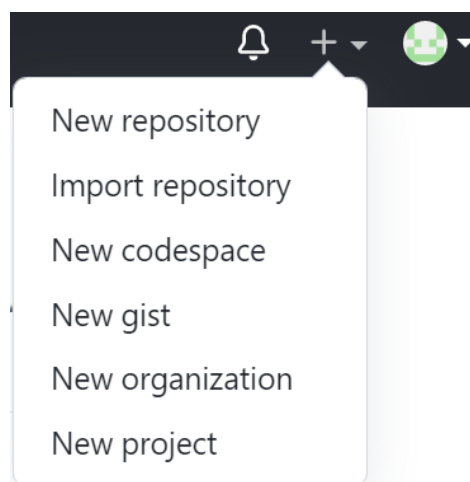 New repository
Import repository
New codespace
New gist
New organization
New project